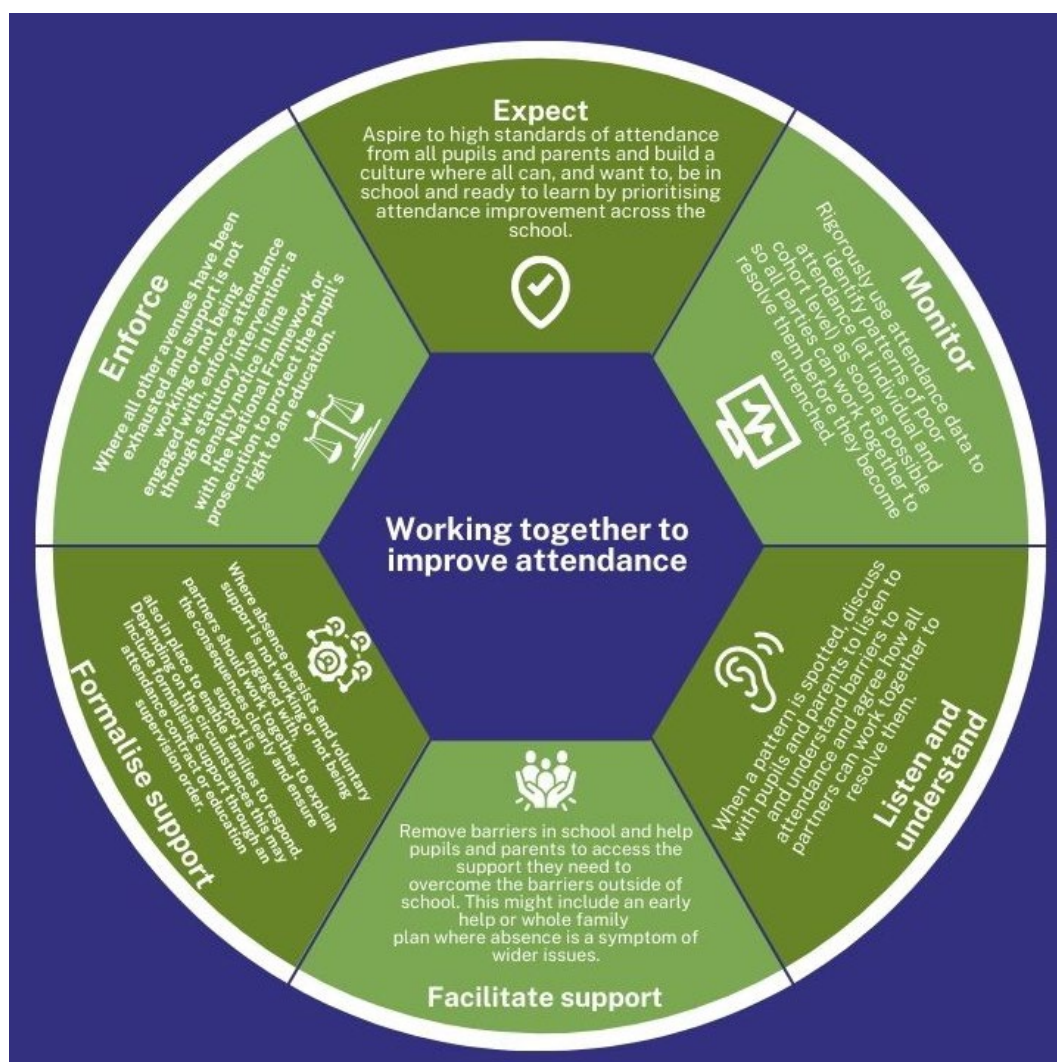 Expect
Aspire to high standards of attendance
from all pupils and parents and build a
culture where all can, and want to, be in
school and ready to learn by prioritising
attendance improvement across the
school.
Monitor
Rigorously use attendance data to
identify patterns of poor
attendance (at individual and
cohort level) as soon as possible
so all parties can work together to
resolve them before they become
entrenched
Listen and
understand
When a pattern is spotted, discuss
with pupils and parents to listen to
and understand barriers to
attendance and agree how all
partners can work together to
resolve them.
Facilitate support
Remove barriers in school and help
pupils and parents to access the
support they need to
overcome the barriers outside of
school. This might include an early
help or whole family
plan where absence is a symptom of
wider issues.
Formalise support
Where absence persists and voluntary
support is not working or not being
engaged with,
partners should work together to explain
the consequences clearly and ensure
support is
also in place to enable families to respond.
Depending on the circumstances this may
include formalising support through an
attendance contract or education
supervision order.
Enforce
Where all other avenues have been
exhausted and support is not
working or not being
engaged with, enforce attendance
through statutory intervention: a
penalty notice in line
with the National Framework or
prosecution to protect the pupil's
right to an education.
Working together to
improve attendance